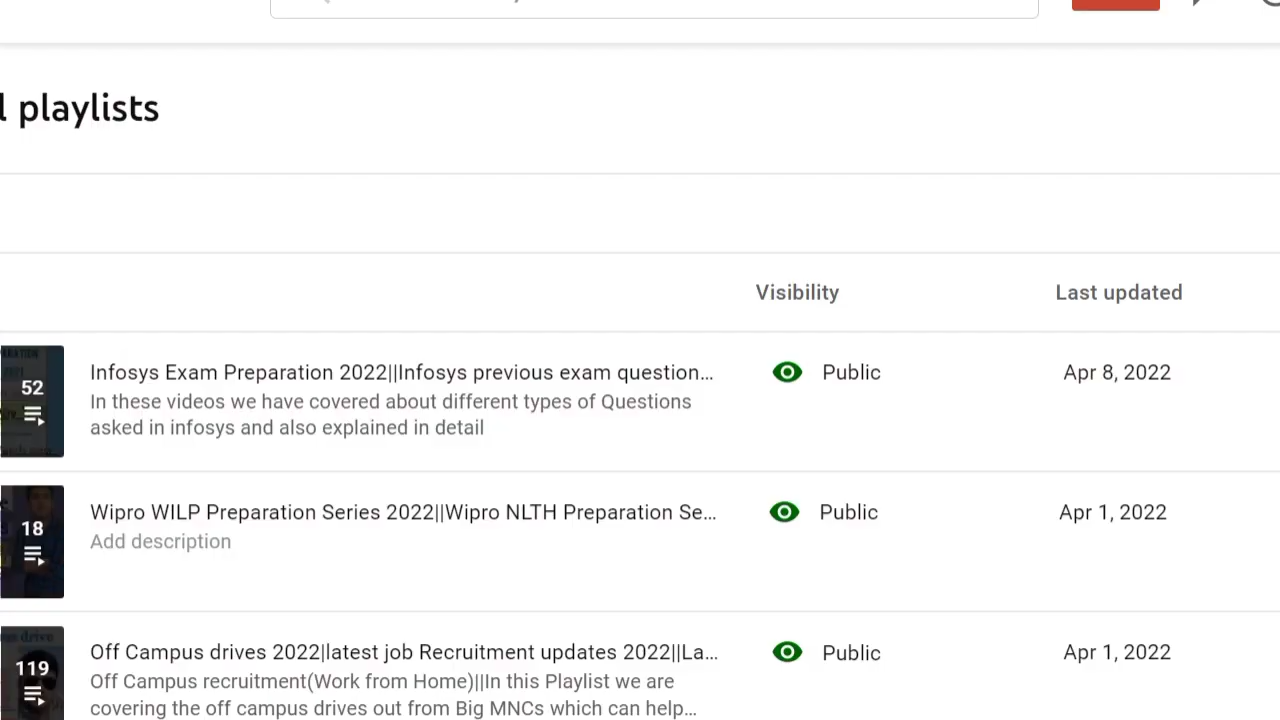 l playlists
Visibility Last updated
52
Infosys Exam Preparation 2022||Infosys previous exam question... Public Apr 8, 2022
In these videos we have covered about different types of Questions
asked in infosys and also explained in detail
18
Wipro WILP Preparation Series 2022||Wipro NLTH Preparation Se... Public Apr 1, 2022
Add description
119
Off Campus drives 2022|latest job Recruitment updates 2022||La... Public Apr 1, 2022
Off Campus recruitment(Work from Home)||In this Playlist we are
covering the off campus drives out from Big MNCs which can help...